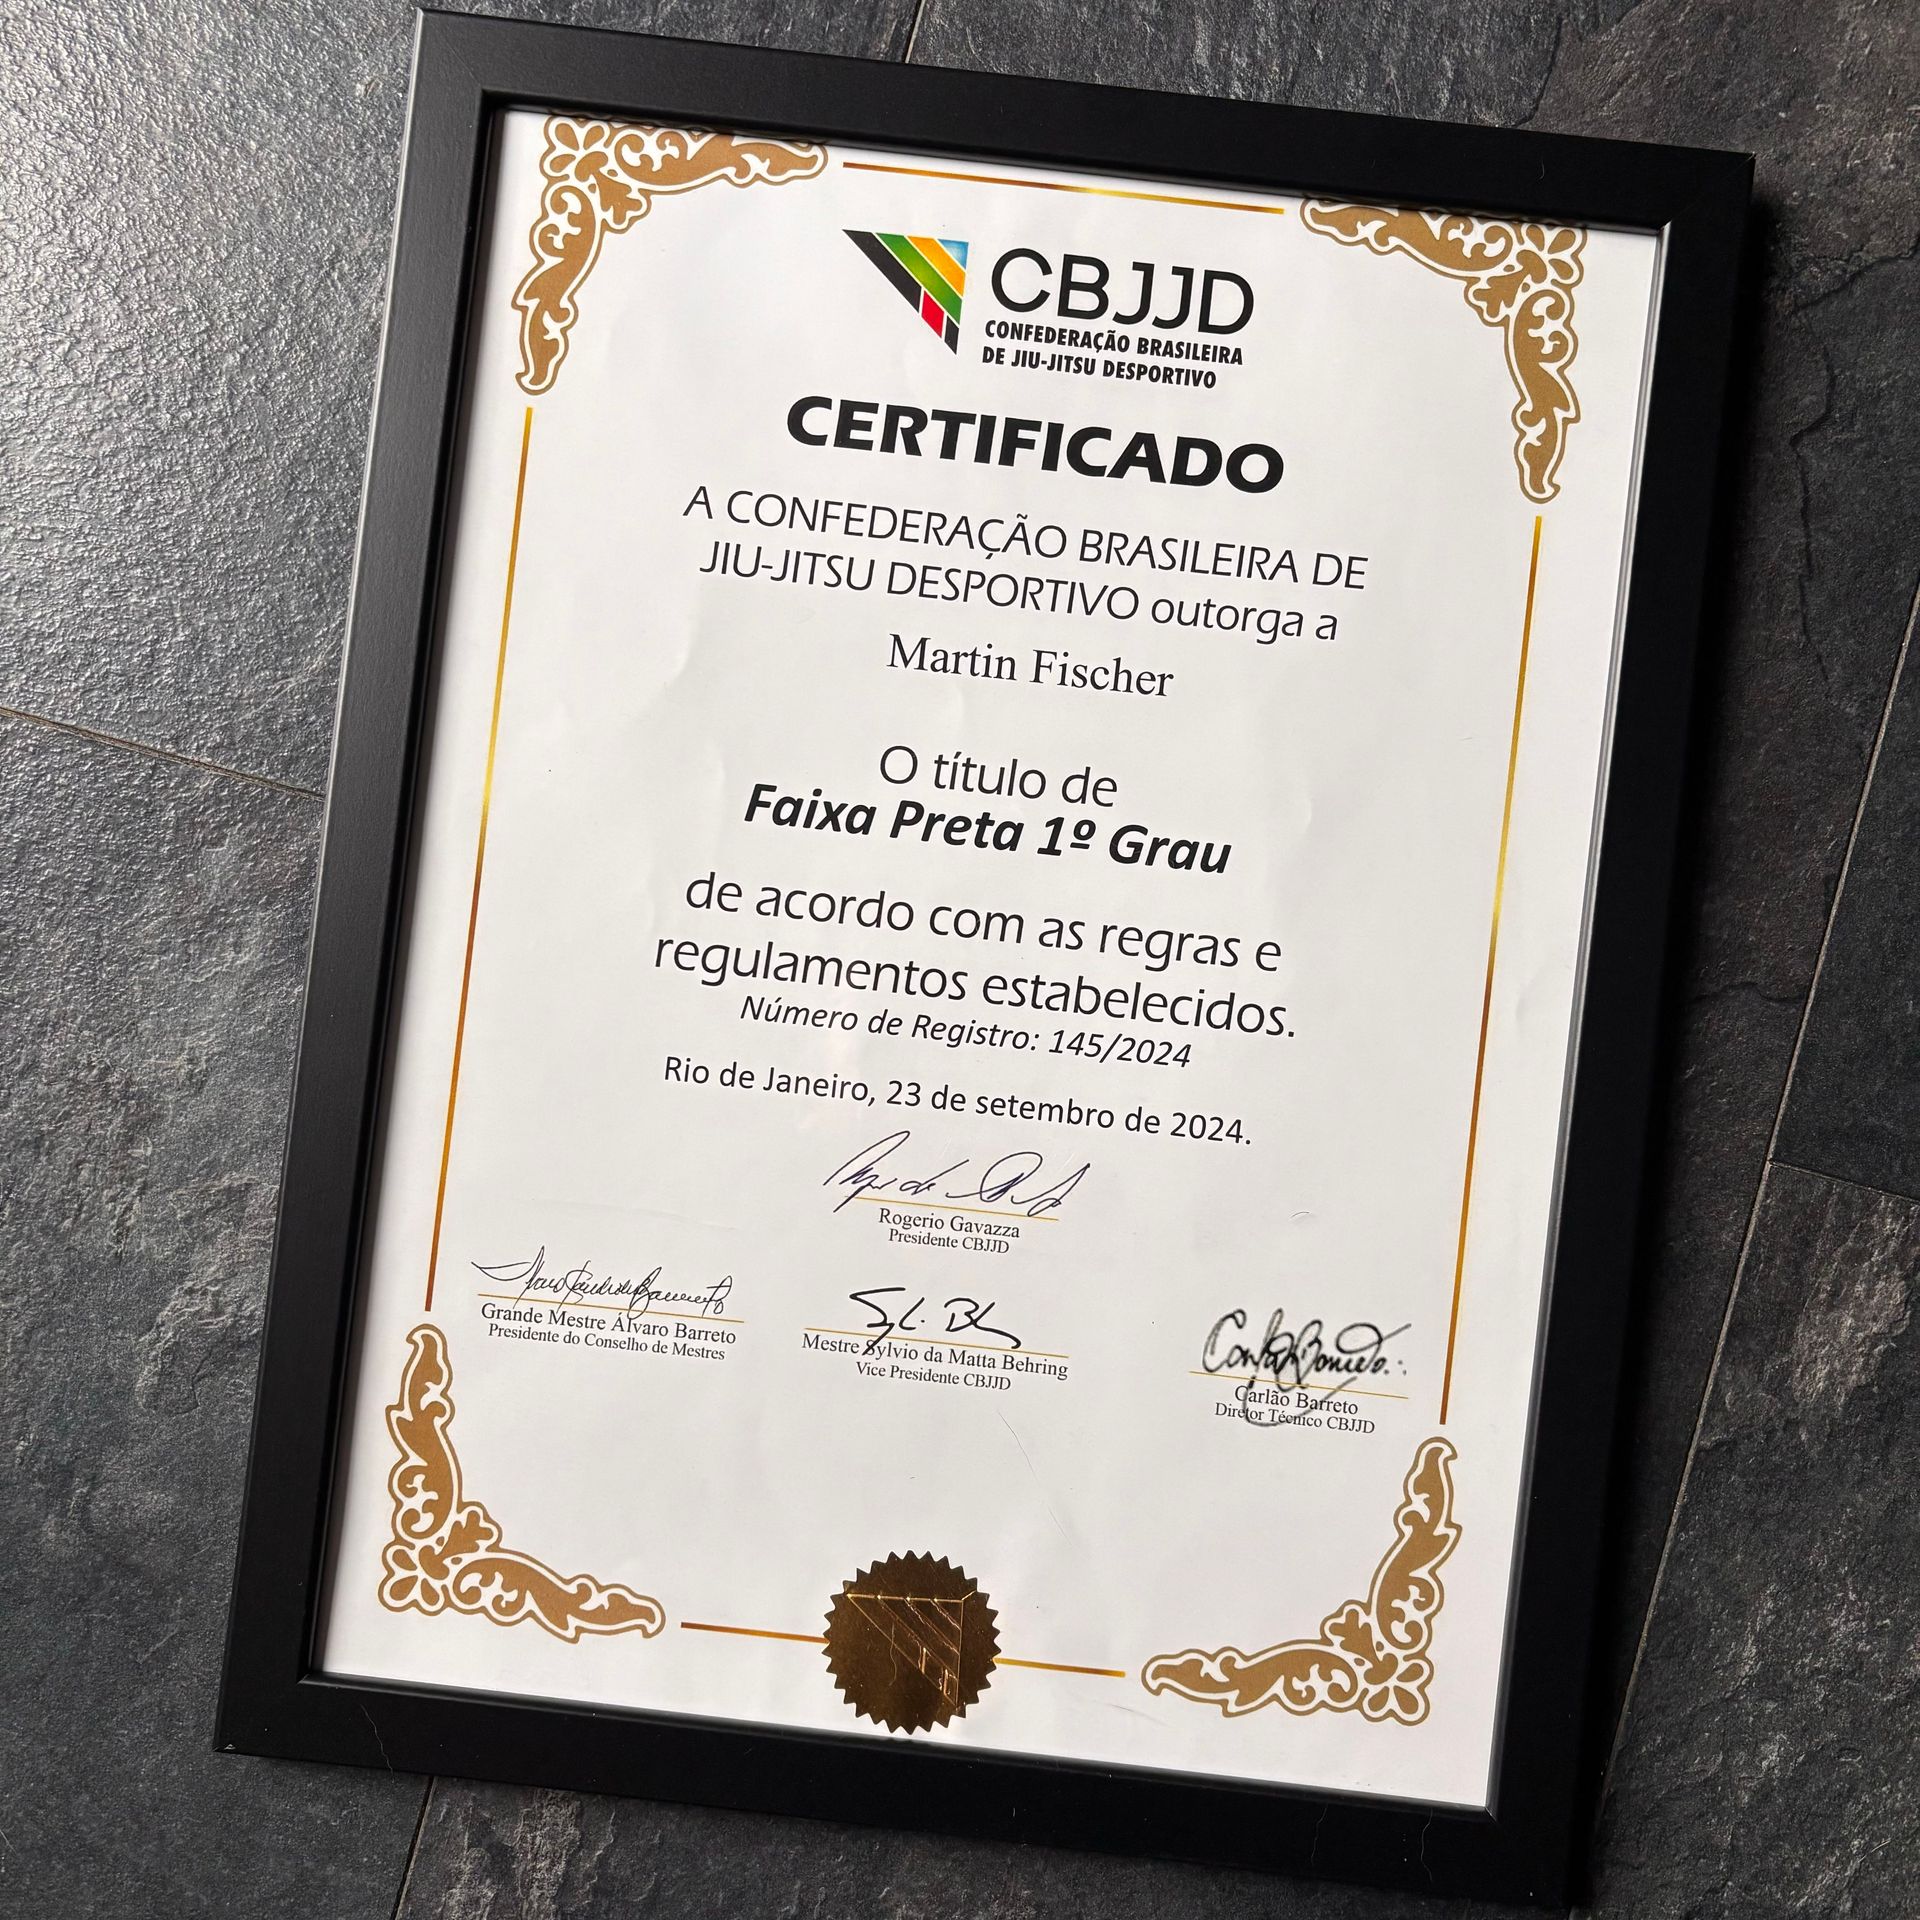 CBJJD
CONFEDERAÇÃO BRASILEIRA
DE JIU-JITSU DESPORTIVO
CERTIFICADO
A CONFEDERAÇÃO BRASILEIRA DE
JIU-JITSU DESPORTIVO outorga a
Martin Fischer
O título de
Faixa Preta 1º Grau
de acordo com as regras e
regulamentos estabelecidos.
Número de Registro: 145/2024
Rio de Janeiro, 23 de setembro de 2024.
Rogerio Gavazza
Presidente CBJJD
Grande Mestre Álvaro Barreto
Presidente do Conselho de Mestres
Mestre Sylvio da Matta Behring
Vice Presidente CBJJD
Carlão Barreto
Diretor Técnico CBJJD